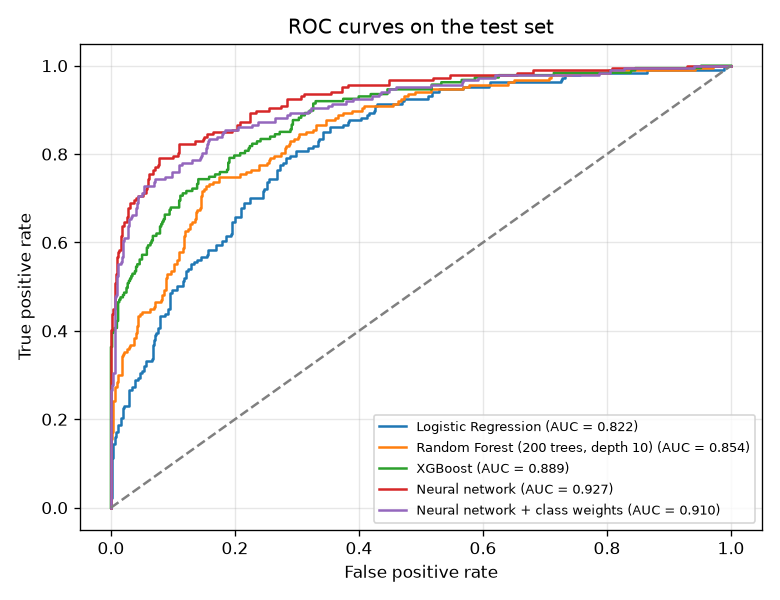 ROC curves on the test set
True positive rate
1.0
0.8
0.6
0.4
0.2
0.0
Logistic Regression (AUC = 0.822)
Random Forest (200 trees, depth 10) (AUC = 0.854)
XGBoost (AUC = 0.889)
Neural network (AUC = 0.927)
Neural network + class weights (AUC = 0.910)
0.0 0.2 0.4 0.6 0.8 1.0
False positive rate